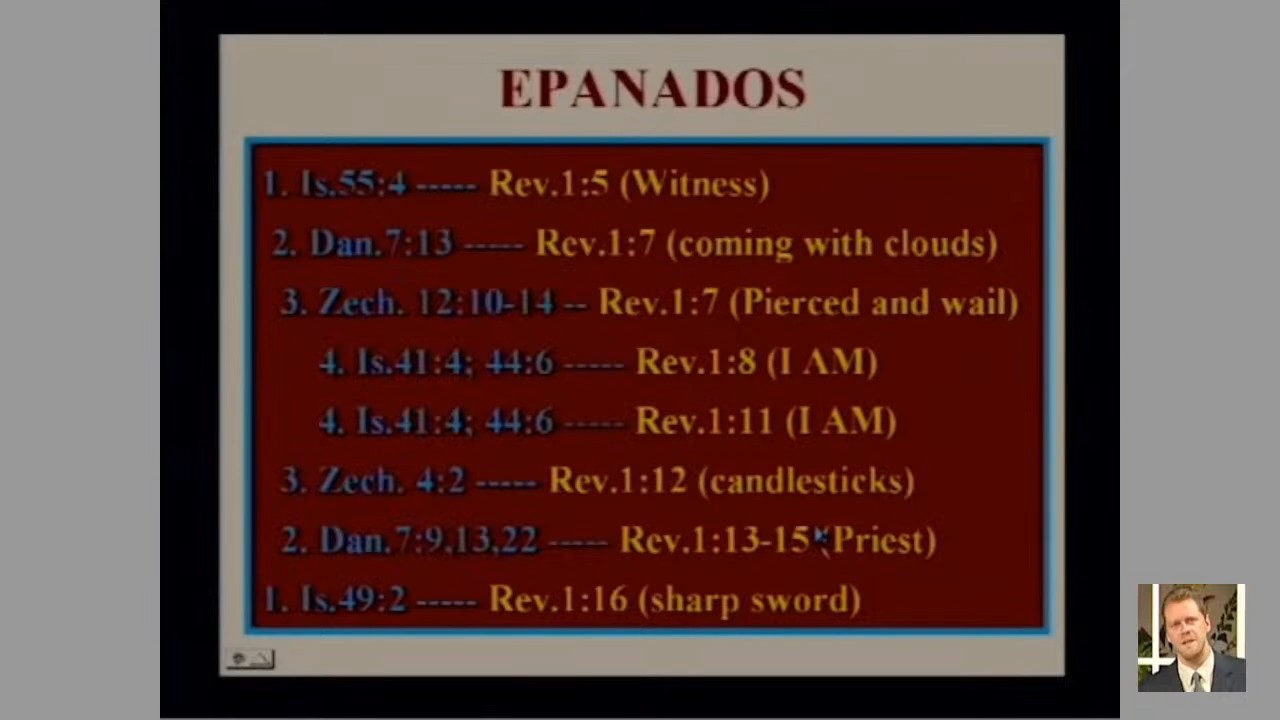 EPANADOS
1. Is.55:4 ----- Rev.1:5 (Witness)
2. Dan.7:13 ----- Rev.1:7 (coming with clouds)
3. Zech. 12:10-14 -- Rev.1:7 (Pierced and wail)
4. Is.41:4; 44:6 ----- Rev.1:8 (I AM)
4. Is.41:4; 44:6 ----- Rev.1:11 (I AM)
3. Zech. 4:2 ----- Rev.1:12 (candlesticks)
2. Dan.7:9,13,22 ----- Rev.1:13-15 (Priest)
1. Is.49:2 ----- Rev.1:16 (sharp sword)